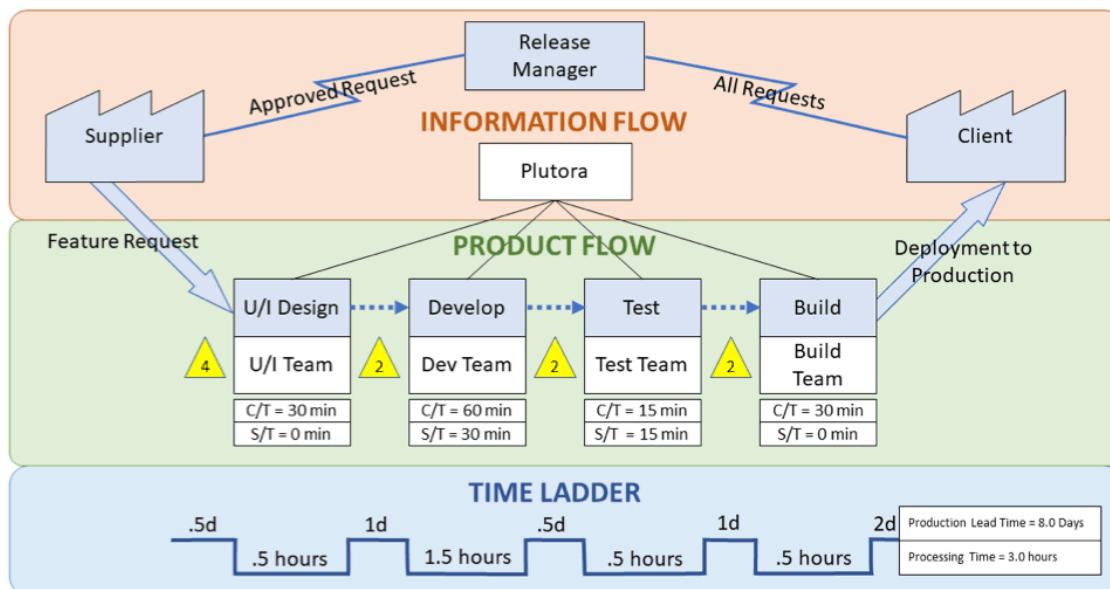 Release
Manager
Approved Request
All Requests
Supplier
INFORMATION FLOW
Client
Plutora
Feature Request
PRODUCT FLOW
Deployment to
Production
U/I Design
Develop
Test
Build
4
U/I Team
2
Dev Team
2
Test Team
2
Build
Team
C/T = 30 min
S/T = 0 min
C/T = 60 min
S/T = 30 min
C/T = 15 min
S/T = 15 min
C/T = 30 min
S/T = 0 min
TIME LADDER
.5d
.5 hours
1d
1.5 hours
.5d
.5 hours
1d
.5 hours
2d
Production Lead Time = 8.0 Days
Processing Time = 3.0 hours